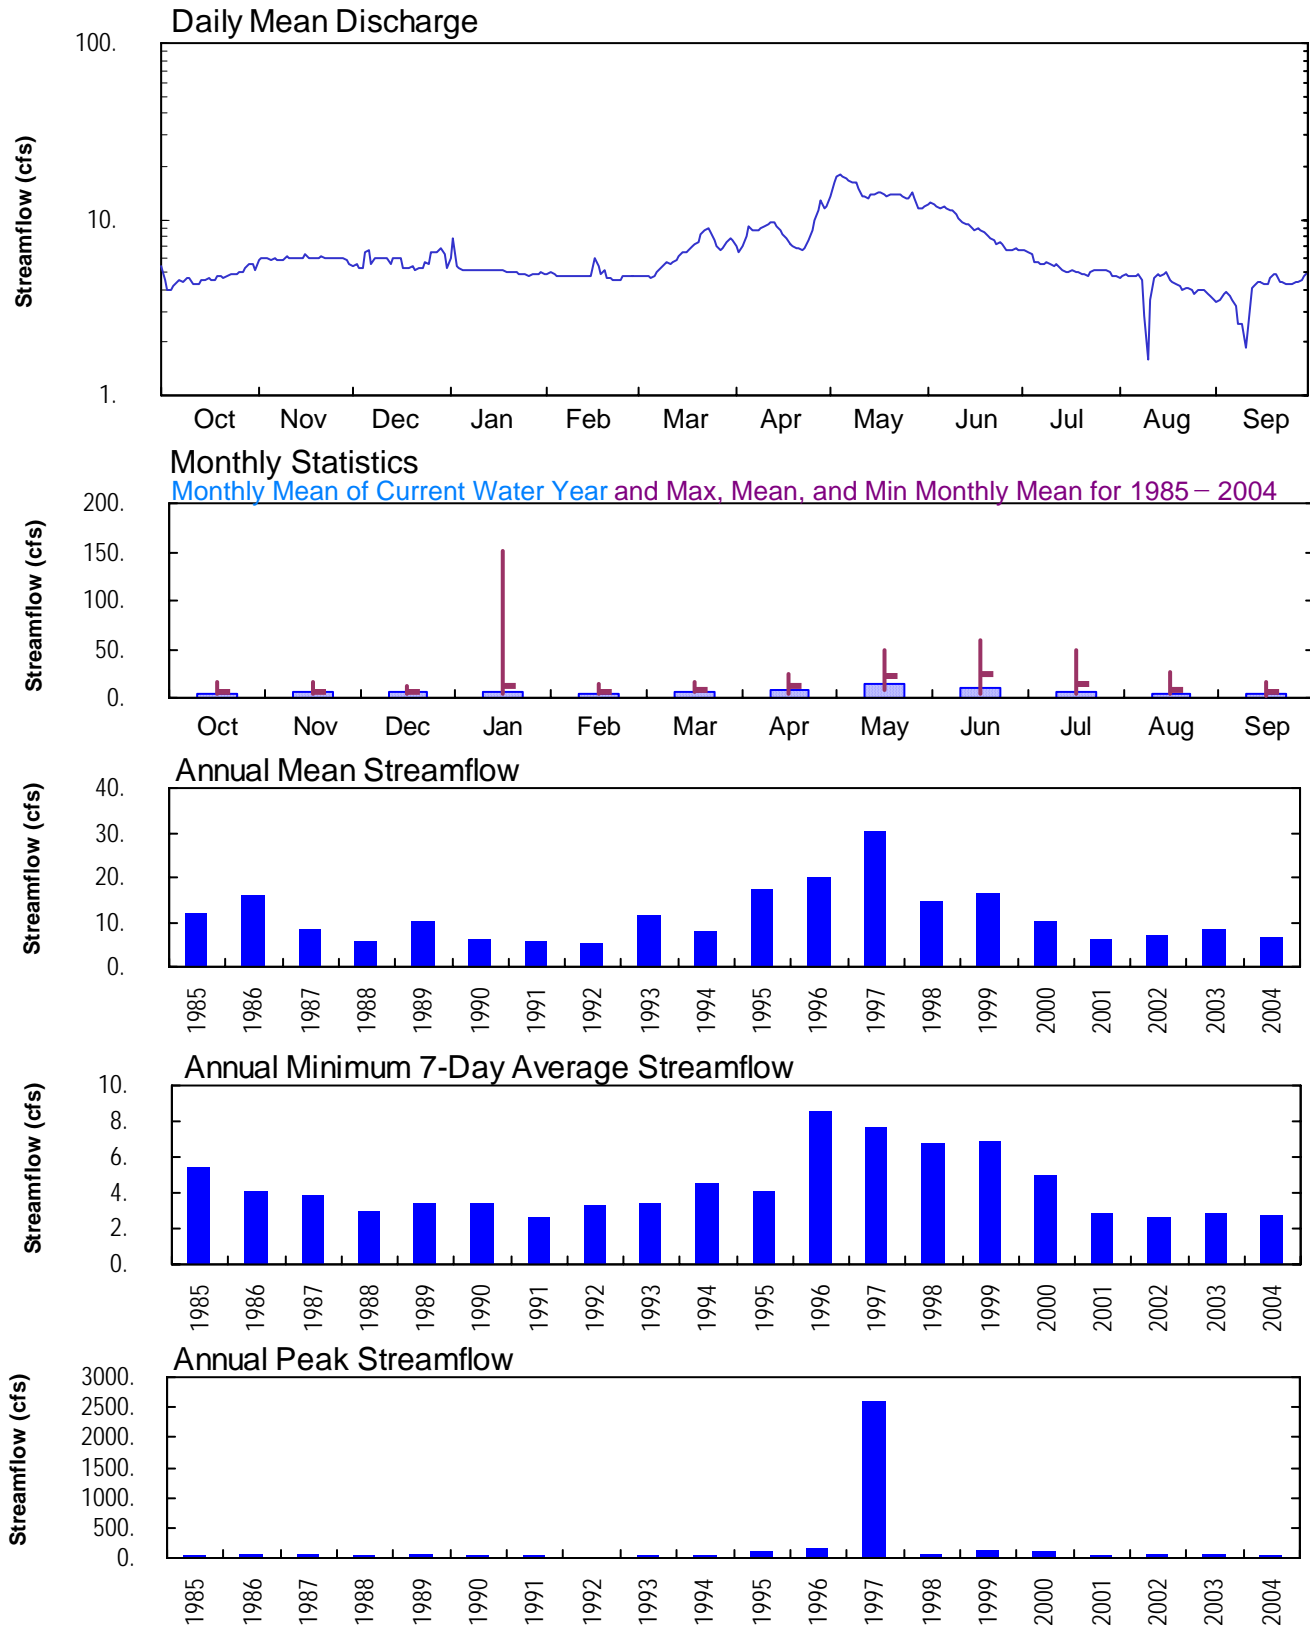 Daily Mean Discharge
Streamflow (cfs)
100.
10.
1.
Oct Nov Dec Jan Feb Mar Apr May Jun Jul Aug Sep
Monthly Statistics
Monthly Mean of Current Water Year and Max, Mean, and Min Monthly Mean for 1985 – 2004
Streamflow (cfs)
200.
150.
100.
50.
0.
Oct Nov Dec Jan Feb Mar Apr May Jun Jul Aug Sep
Annual Mean Streamflow
Streamflow (cfs)
40.
30.
20.
10.
0.
1985 1986 1987 1988 1989 1990 1991 1992 1993 1994 1995 1996 1997 1998 1999 2000 2001 2002 2003 2004
Annual Minimum 7-Day Average Streamflow
Streamflow (cfs)
10.
8.
6.
4.
2.
0.
1985 1986 1987 1988 1989 1990 1991 1992 1993 1994 1995 1996 1997 1998 1999 2000 2001 2002 2003 2004
Annual Peak Streamflow
Streamflow (cfs)
3000.
2500.
2000.
1500.
1000.
500.
0.
1985 1986 1987 1988 1989 1990 1991 1992 1993 1994 1995 1996 1997 1998 1999 2000 2001 2002 2003 2004